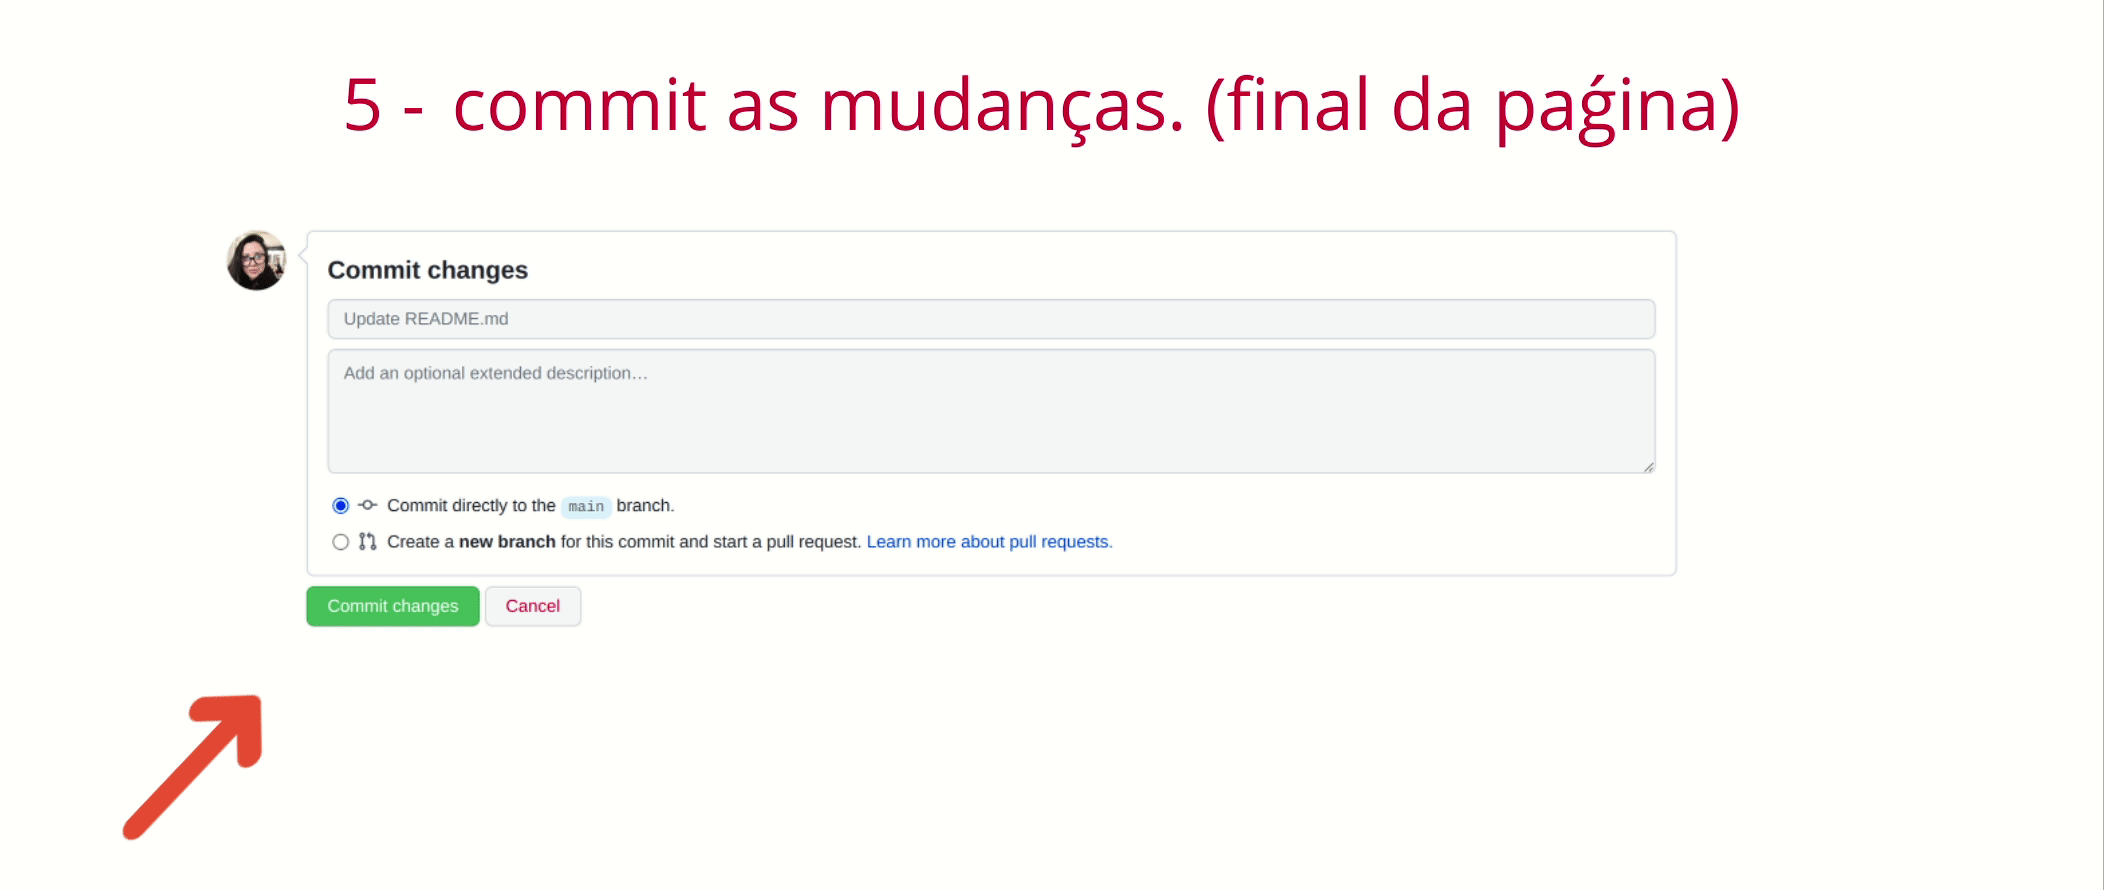 5 - commit as mudanças. (final da paǵina)
Commit changes
Update README.md
Add an optional extended description…
Commit directly to the main branch.
Create a new branch for this commit and start a pull request. Learn more about pull requests.
Commit changes Cancel